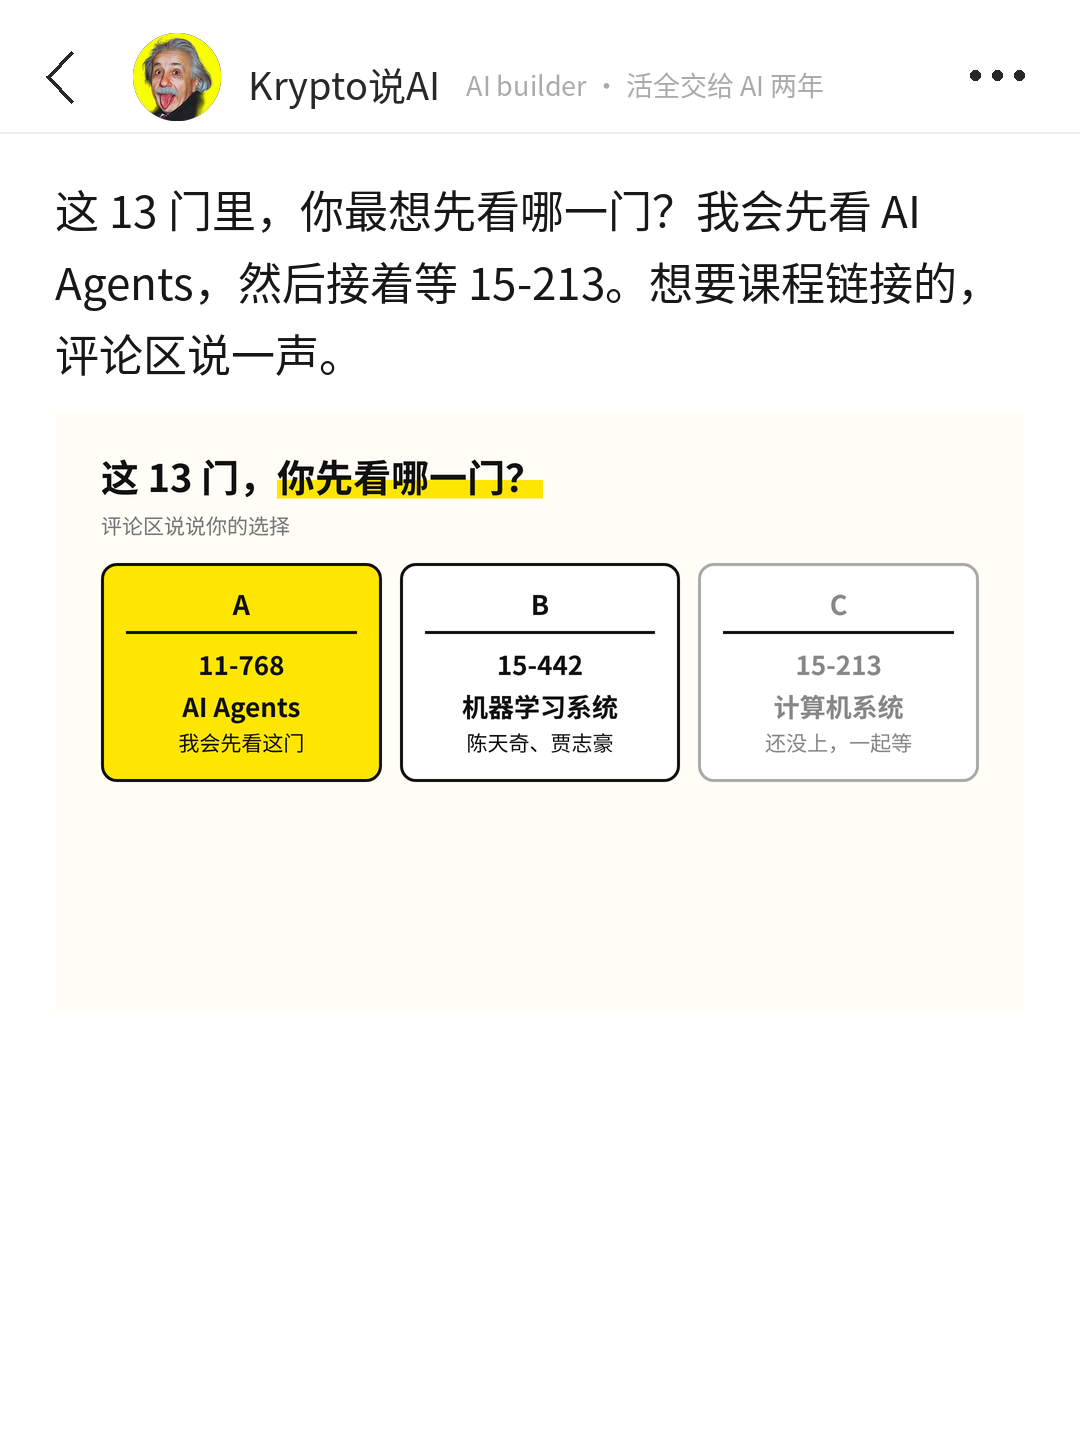 Krypto说AI AI builder · 活全交给 AI 两年
这 13 门里，你最想先看哪一门？我会先看 AI
Agents，然后接着等 15-213。想要课程链接的，
评论区说一声。
这 13 门，你先看哪一门？
评论区说说你的选择
A
11-768
AI Agents
我会先看这门
B
15-442
机器学习系统
陈天奇、贾志豪
C
15-213
计算机系统
还没上，一起等